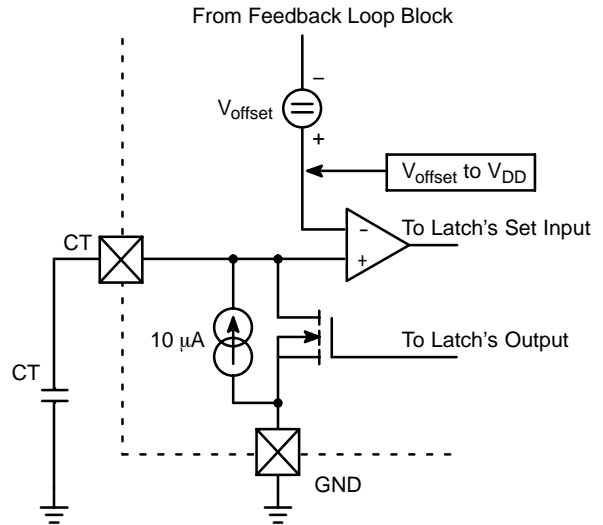 From Feedback Loop Block
−
Voffset
+
Voffset to VDD
To Latch's Set Input
CT
-
+
10 μA
To Latch's Output
CT
GND